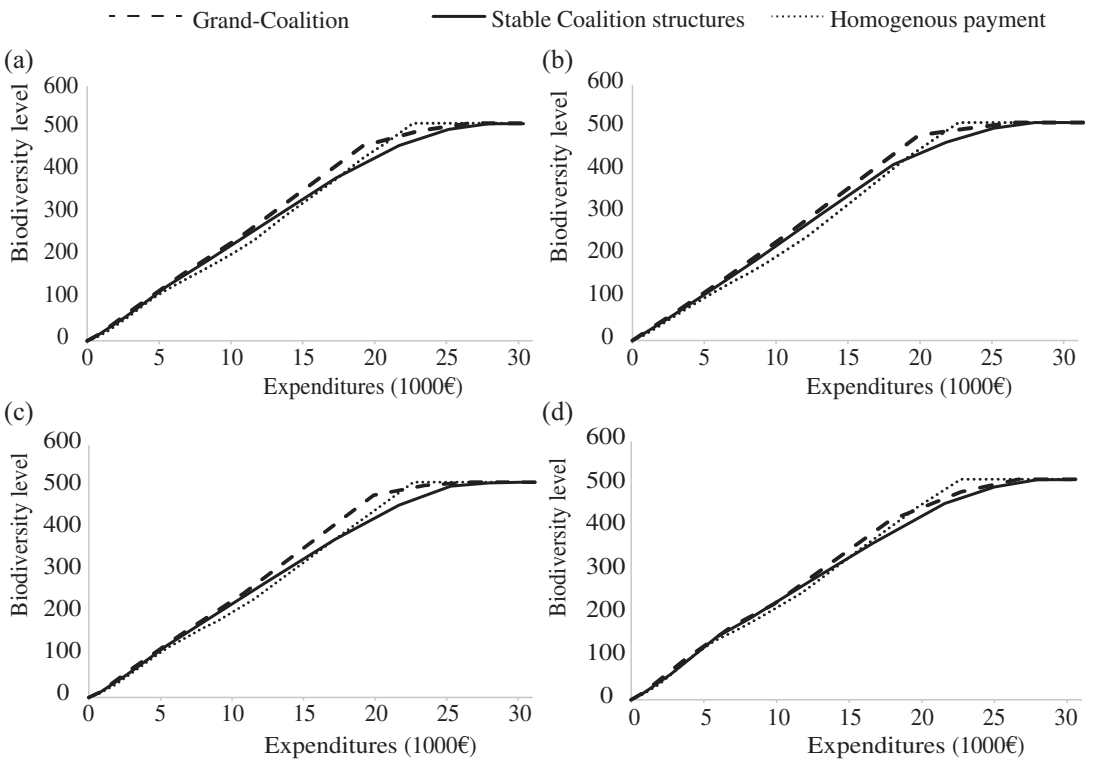 Grand-Coalition Stable Coalition structures Homogenous payment
(a)
Biodiversity level
600
500
400
300
200
100
0
0 5 10 15 20 25 30
Expenditures (1000€)
(b)
Biodiversity level
600
500
400
300
200
100
0
0 5 10 15 20 25 30
Expenditures (1000€)
(c)
Biodiversity level
600
500
400
300
200
100
0
0 5 10 15 20 25 30
Expenditures (1000€)
(d)
Biodiversity level
600
500
400
300
200
100
0
0 5 10 15 20 25 30
Expenditures (1000€)